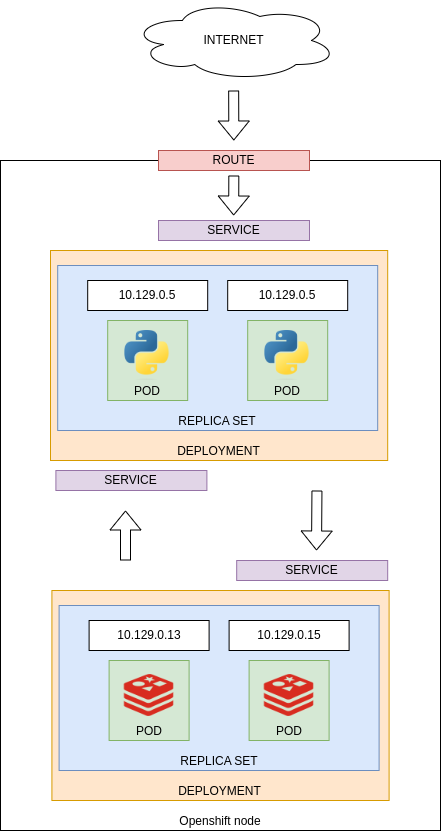 INTERNET
ROUTE
SERVICE
10.129.0.5
10.129.0.5
POD
POD
REPLICA SET
DEPLOYMENT
SERVICE
SERVICE
10.129.0.13
10.129.0.15
POD
POD
REPLICA SET
DEPLOYMENT
Openshift node